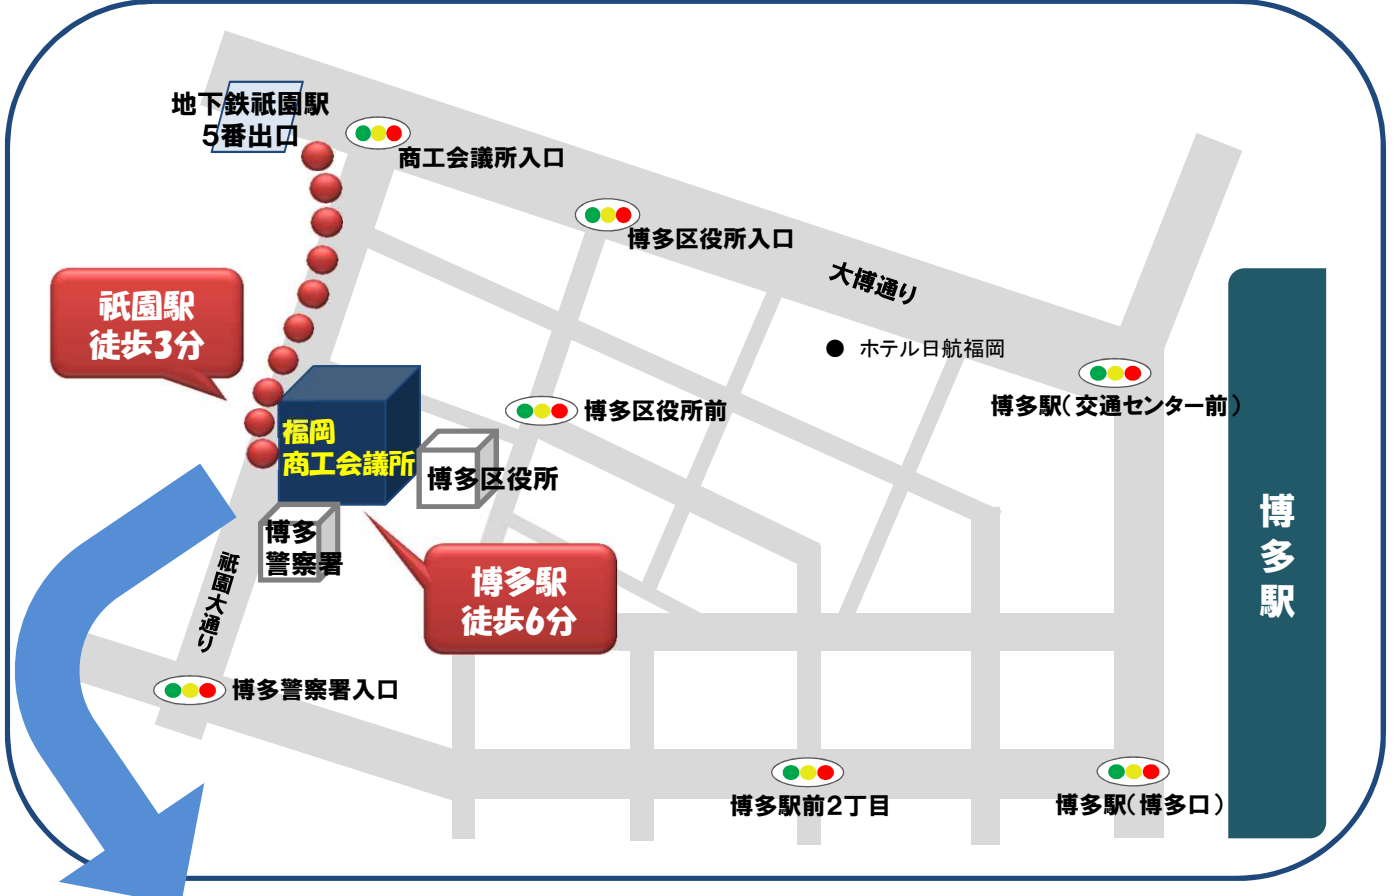 地下鉄祇園駅
5番出口
商工会議所入口
博多区役所入口
大博通り
祇園駅
徒歩3分
ホテル日航福岡
博多駅(交通センター前)
博多区役所前
福岡
商工会議所
博多区役所
博多
警察署
博多駅
祇園大通り
博多駅
徒歩6分
博多警察署入口
博多駅前2丁目
博多駅(博多口)